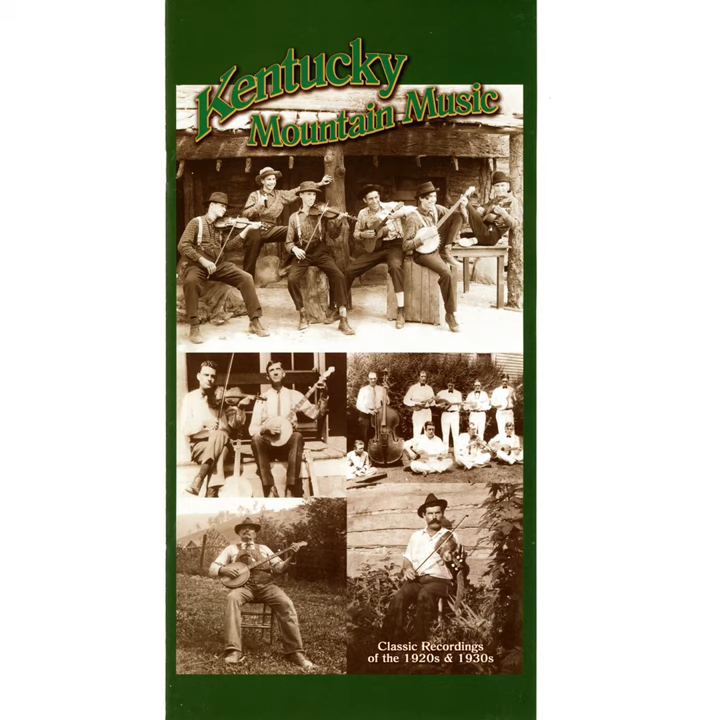 Kentucky
Mountain Music
Classic Recordings
of the 1920s & 1930s